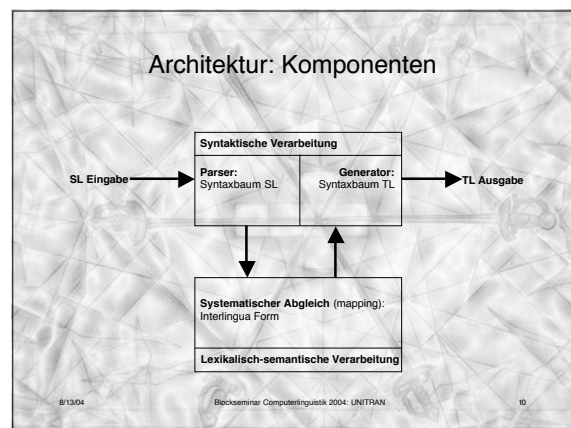 Architektur: Komponenten
Syntaktische Verarbeitung
SL Eingabe
Parser:
Syntaxbaum SL
Generator:
Syntaxbaum TL
TL Ausgabe
Systematischer Abgleich (mapping):
Interlingua Form
Lexikalisch-semantische Verarbeitung
8/13/04
Blockseminar Computerlinguistik 2004: UNITRAN
10